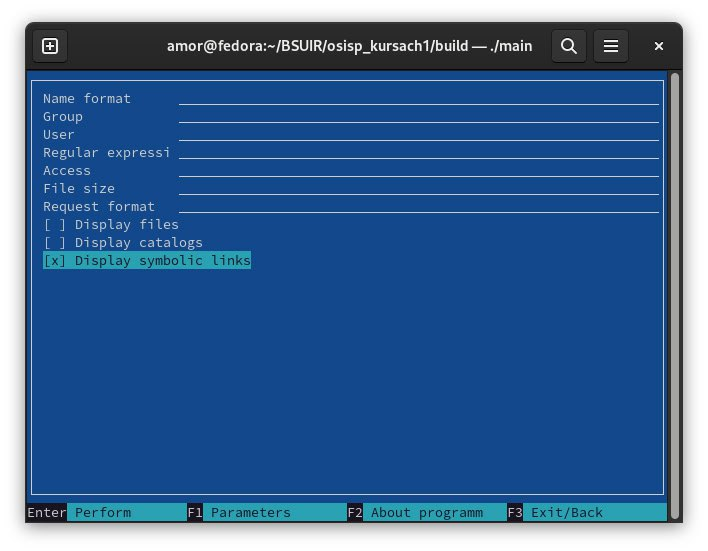 amor@fedora:~/BSUIR/osisp_kursach1/build — ./main
Name format
Group
User
Regular expressi
Access
File size
Request format
[ ] Display files
[ ] Display catalogs
[x] Display symbolic links
Enter Perform F1 Parameters F2 About programm F3 Exit/Back